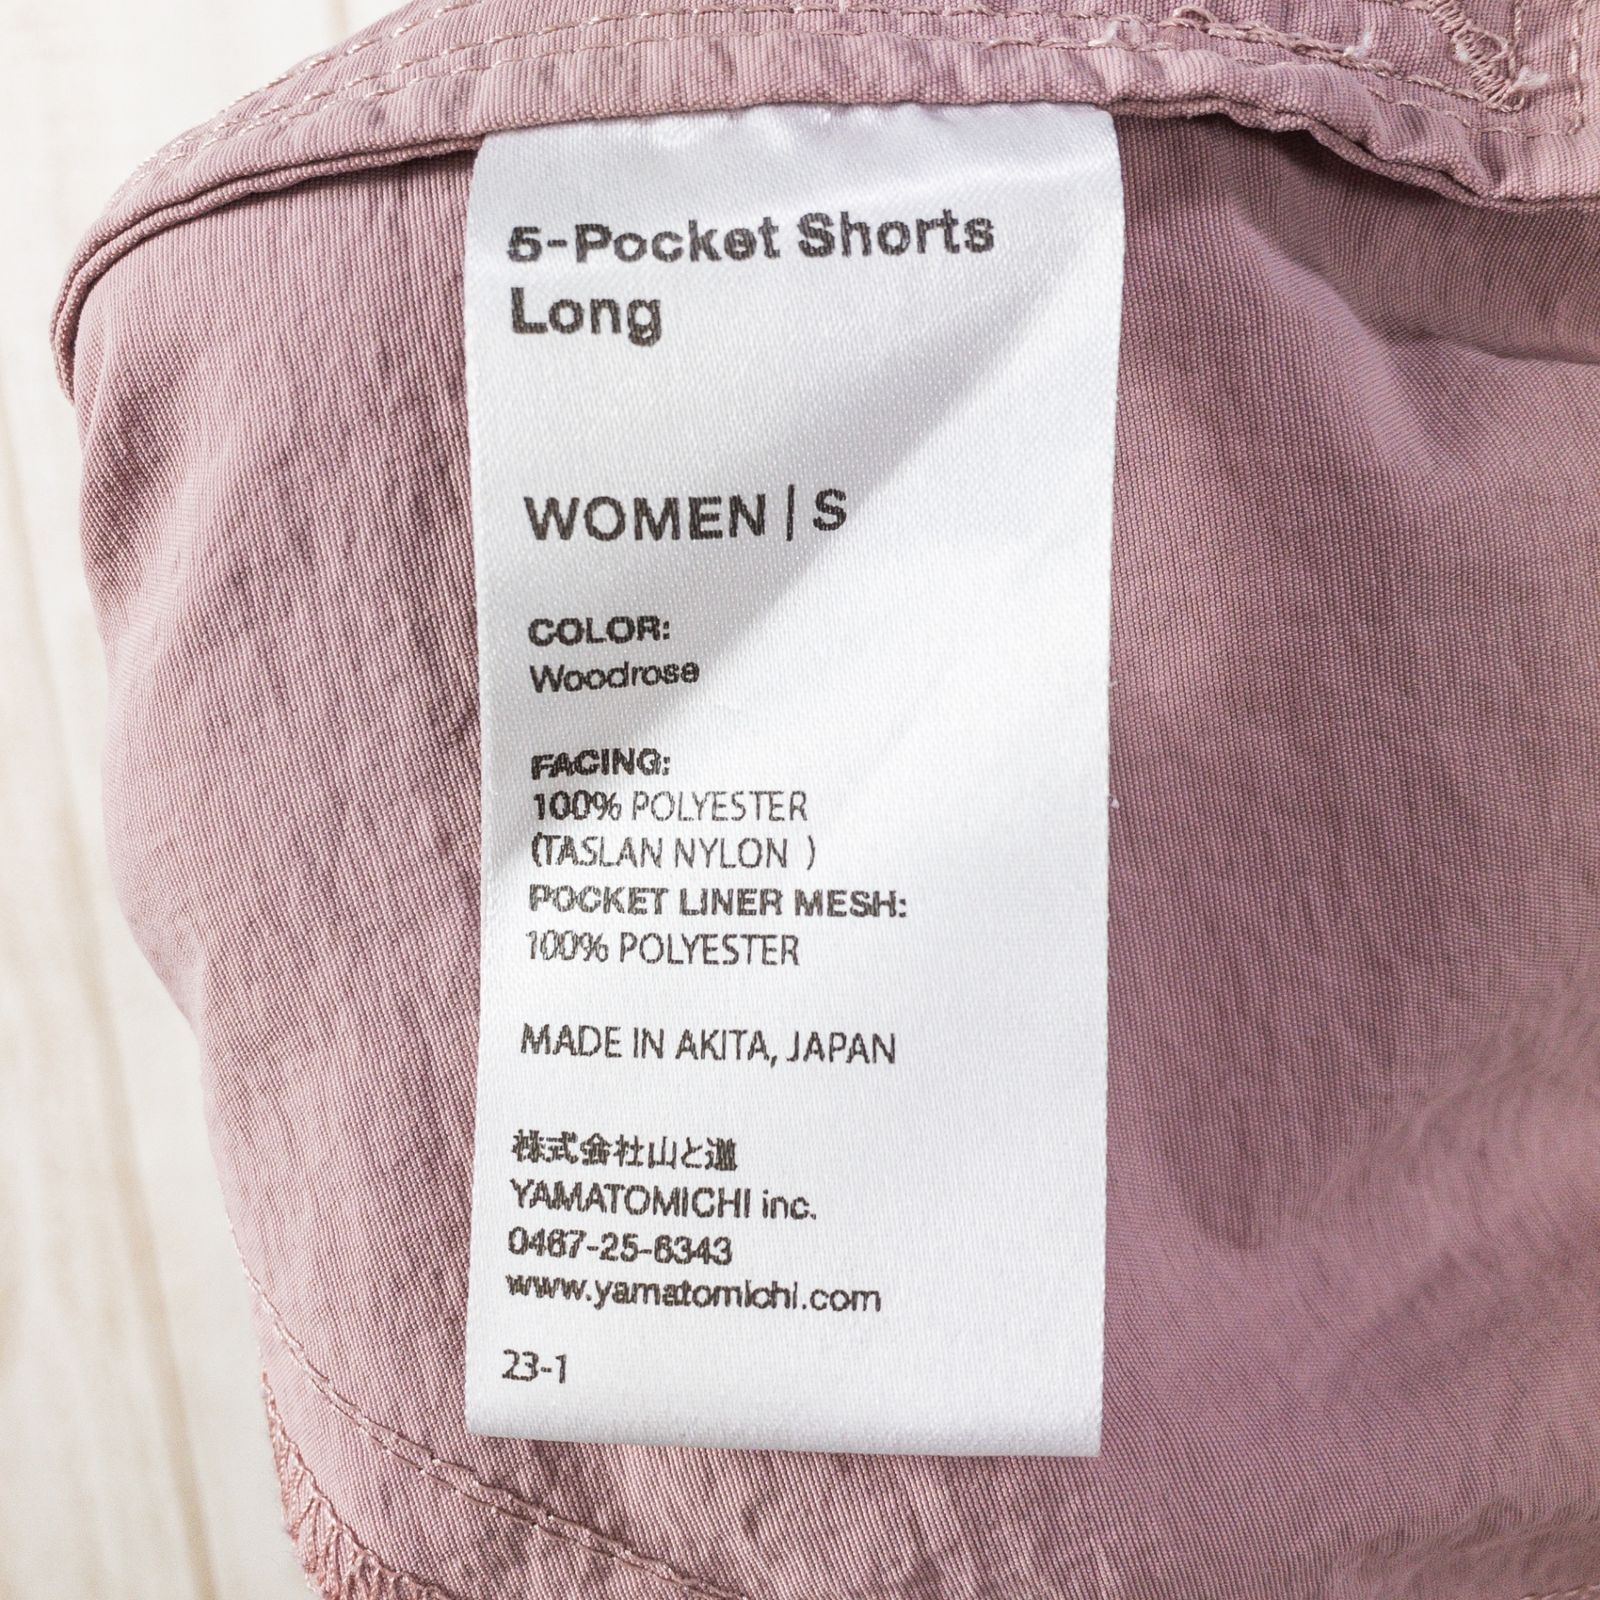 5-Pocket Shorts
Long
WOMEN | S
COLOR:
Woodrose
FACING:
100% POLYESTER
(TASLAN NYLON )
POCKET LINER MESH:
100% POLYESTER
MADE IN AKITA, JAPAN
株式会社山と道
YAMATOMICHI inc.
0467-25-6343
www.yamatomichi.com
23-1